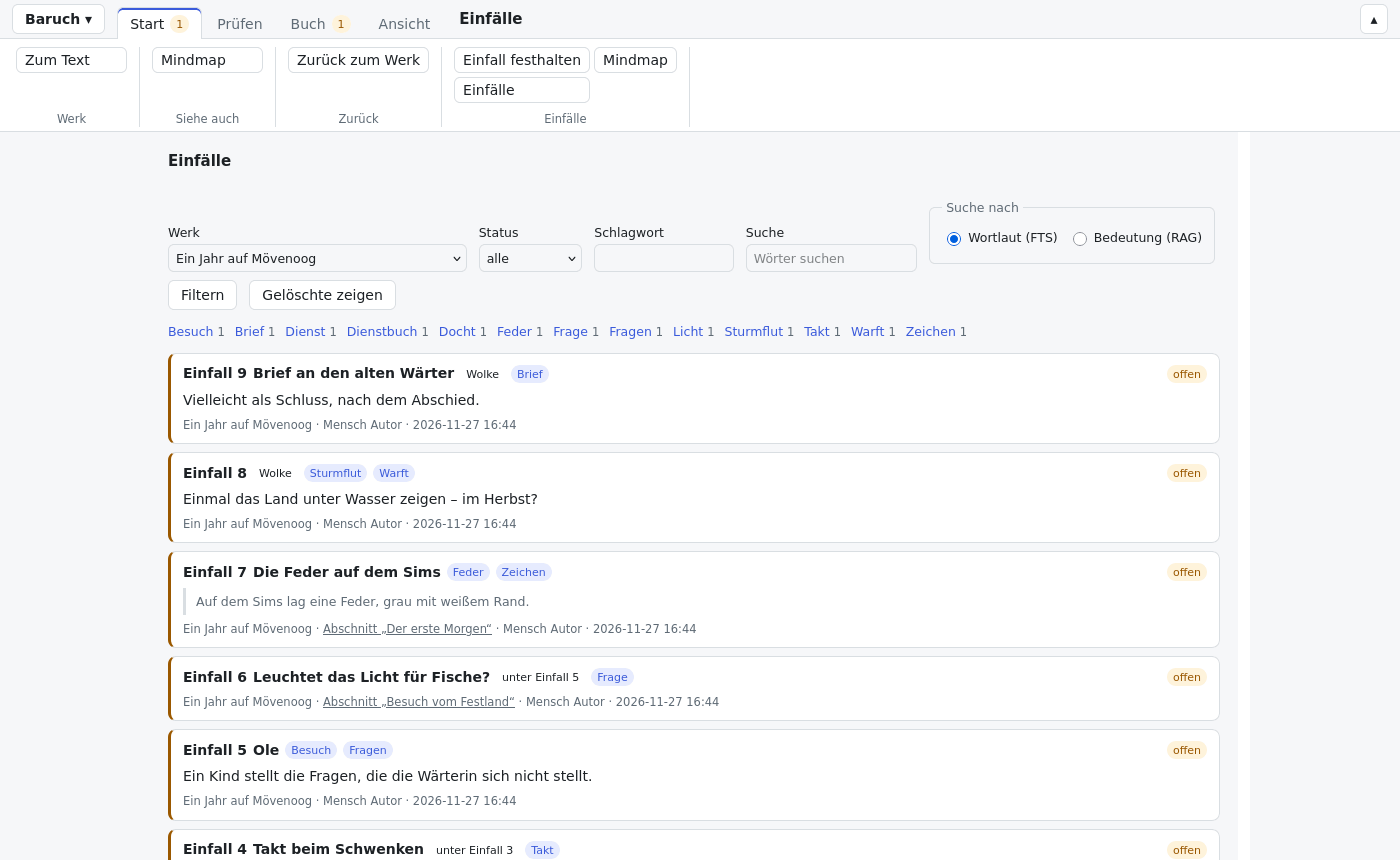 Baruch ▾ Start 1 Prüfen Buch 1 Ansicht Einfälle ▲
Zum Text Mindmap Zurück zum Werk Einfall festhalten Mindmap
Einfälle
Werk Siehe auch Zurück Einfälle
Einfälle
Suche nach
Werk Status Schlagwort Suche
Wortlaut (FTS) Bedeutung (RAG)
Ein Jahr auf Mövenoog alle Wörter suchen
Filtern Gelöschte zeigen
Besuch 1 Brief 1 Dienst 1 Dienstbuch 1 Docht 1 Feder 1 Frage 1 Fragen 1 Licht 1 Sturmflut 1 Takt 1 Warft 1 Zeichen 1
Einfall 9 Brief an den alten Wärter Wolke Brief offen
Vielleicht als Schluss, nach dem Abschied.
Ein Jahr auf Mövenoog · Mensch Autor · 2026-11-27 16:44
Einfall 8 Wolke Sturmflut Warft offen
Einmal das Land unter Wasser zeigen – im Herbst?
Ein Jahr auf Mövenoog · Mensch Autor · 2026-11-27 16:44
Einfall 7 Die Feder auf dem Sims Feder Zeichen offen
Auf dem Sims lag eine Feder, grau mit weißem Rand.
Ein Jahr auf Mövenoog · Abschnitt „Der erste Morgen“ · Mensch Autor · 2026-11-27 16:44
Einfall 6 Leuchtet das Licht für Fische? unter Einfall 5 Frage offen
Ein Jahr auf Mövenoog · Abschnitt „Besuch vom Festland“ · Mensch Autor · 2026-11-27 16:44
Einfall 5 Ole Besuch Fragen offen
Ein Kind stellt die Fragen, die die Wärterin sich nicht stellt.
Ein Jahr auf Mövenoog · Mensch Autor · 2026-11-27 16:44
Einfall 4 Takt beim Schwenken unter Einfall 3 Takt offen